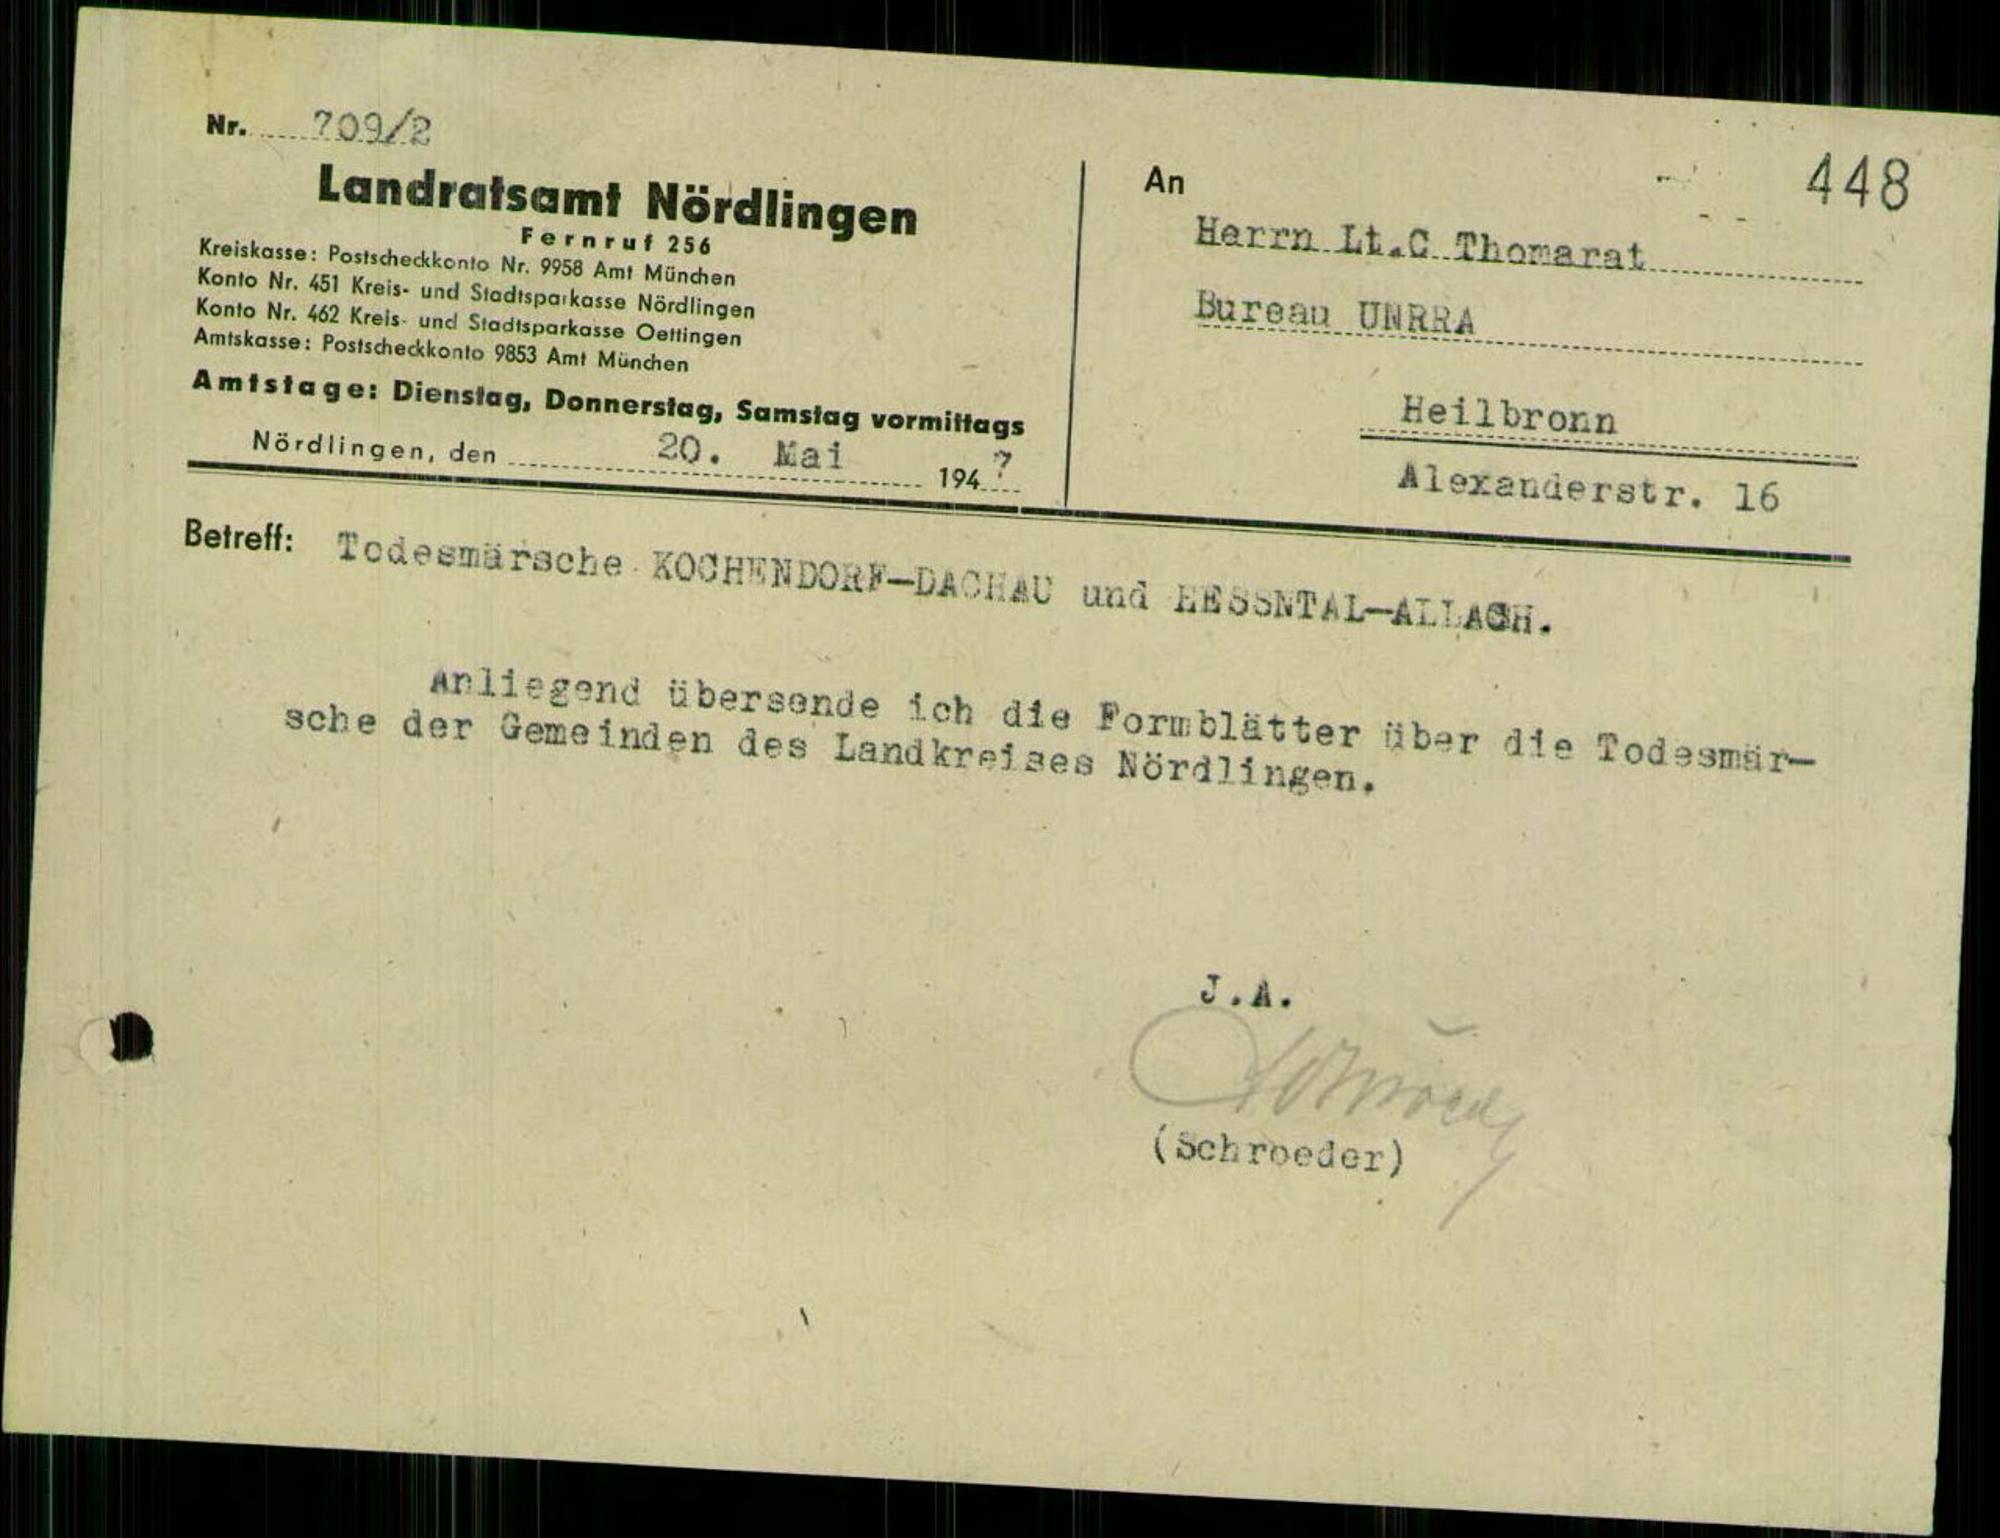 Nr. 709/2
Landratsamt Nördlingen
Fernruf 256
Kreiskasse: Postscheckkonto Nr. 9958 Amt München
Konto Nr. 451 Kreis- und Stadtsparkasse Nördlingen
Konto Nr. 462 Kreis- und Stadtsparkasse Oettingen
Amtskasse: Postscheckkonto 9853 Amt München
Amtstage: Dienstag, Donnerstag, Samstag vormittags
Nördlingen, den 20. Mai 1947
448
An
Herrn Lt.C Thomarat
Bureau UNRRA
Heilbronn
Alexanderstr. 16
Betreff: Todesmärsche KOCHENDORF-DACHAU und HESSNTAL-ALLACH.
Anliegend übersende ich die Formblätter über die Todesmär-
sche der Gemeinden des Landkreises Nördlingen.
J.A.
(Schroeder)